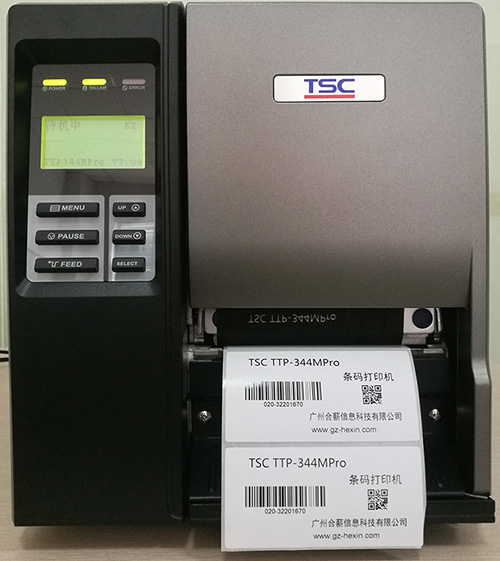 TSC
POWER
ON-LINE
ERROR
待机中
TTP344MPro V7.06
MENU
UP
PAUSE
DOWN
FEED
SELECT
TSC TTP-344MPro
TSC TTP-344MPro
条码打印机
020-32201670
广州合薪信息科技有限公司
www.gz-hexin.com
TSC TTP-344MPro
条码打印机
020-32201670
广州合薪信息科技有限公司
www.gz-hexin.com